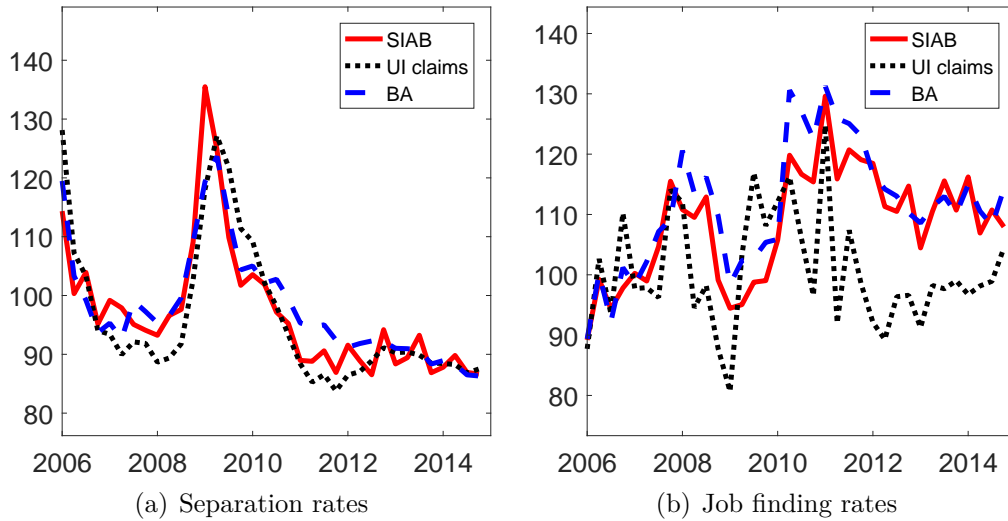 SIAB
UI claims
BA
140
130
120
110
100
90
80
2006 2008 2010 2012 2014
(a) Separation rates
SIAB
UI claims
BA
140
130
120
110
100
90
80
2006 2008 2010 2012 2014
(b) Job finding rates